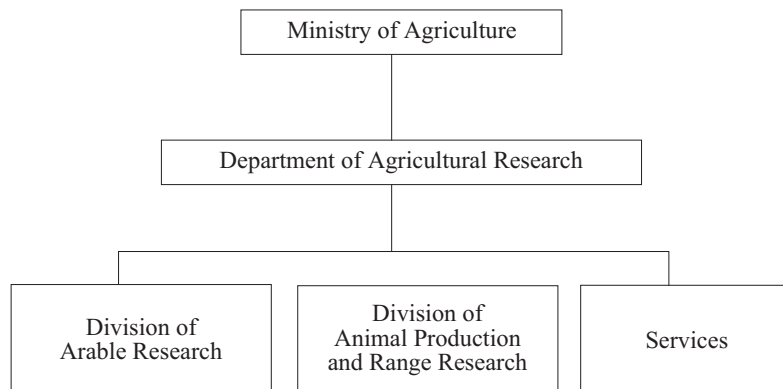 Ministry of Agriculture
Department of Agricultural Research
Division of
Arable Research
Division of
Animal Production
and Range Research
Services